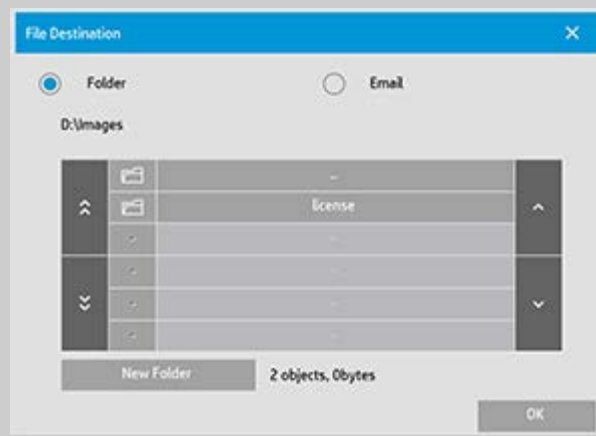 File Destination
Folder
Email
D:\Images
..
license
New Folder
2 objects, 0bytes
OK